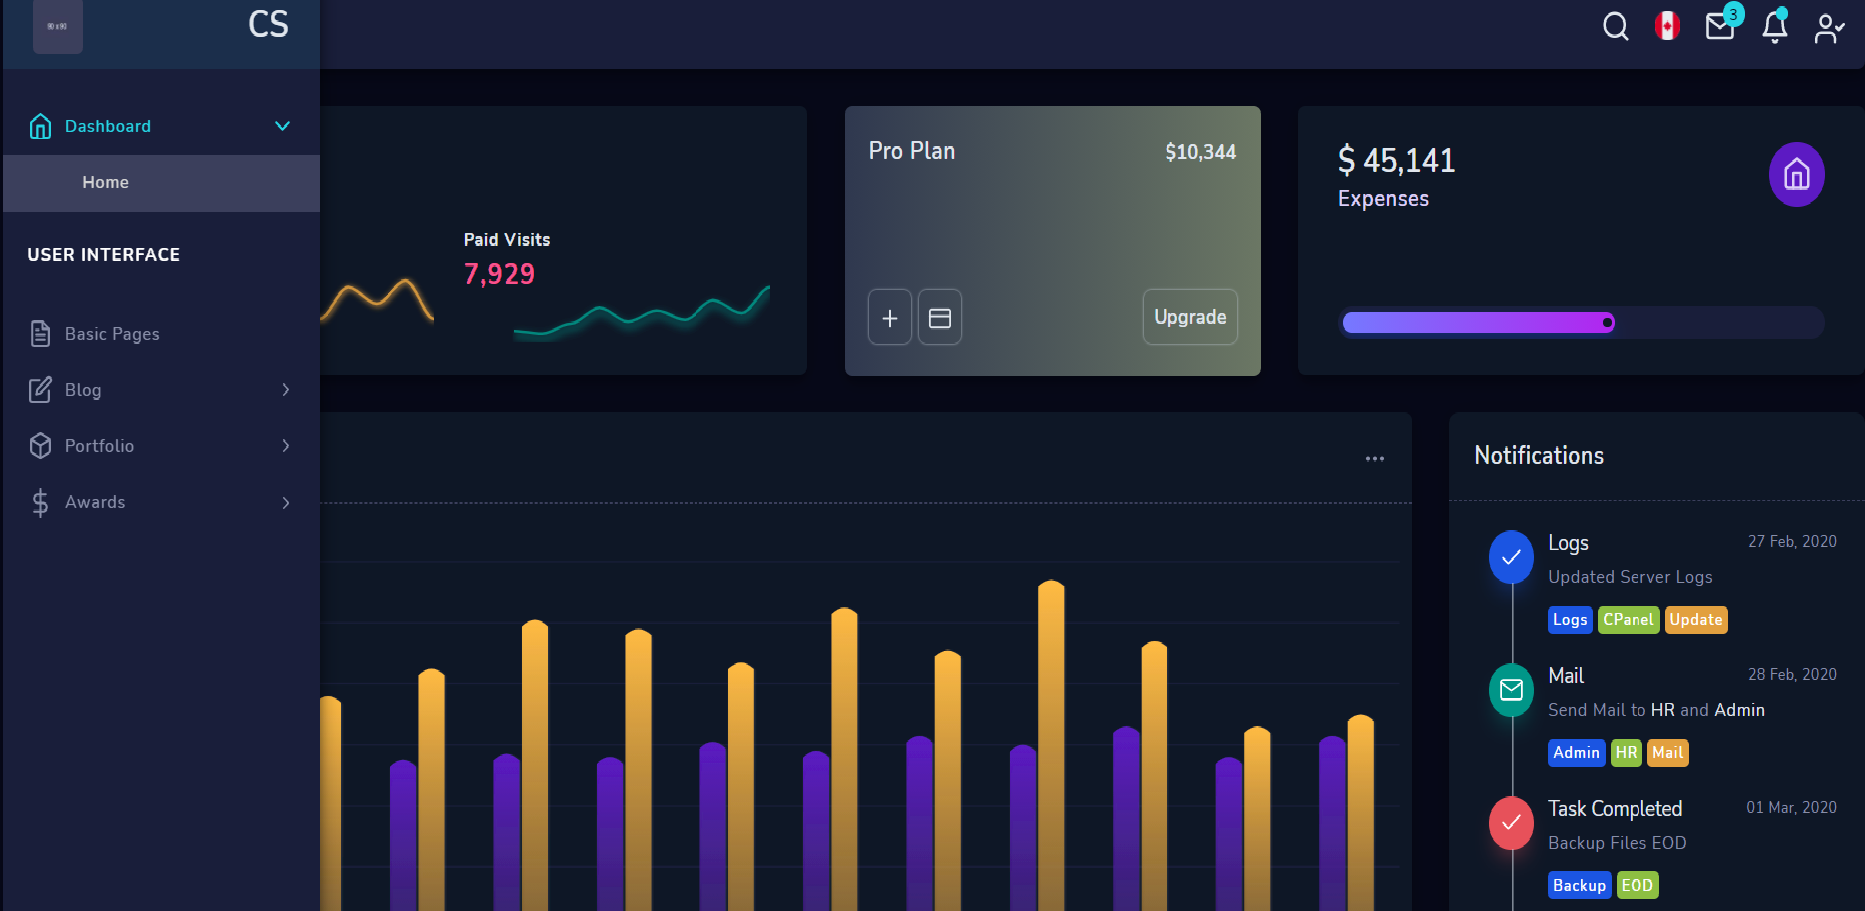 CS
3
Dashboard
Home
USER INTERFACE
Basic Pages
Blog
Portfolio
Awards
Paid Visits
7,929
Pro Plan
$10,344
Upgrade
$ 45,141
Expenses
Notifications
Logs
27 Feb, 2020
Updated Server Logs
Logs CPanel Update
Mail
28 Feb, 2020
Send Mail to HR and Admin
Admin HR Mail
Task Completed
01 Mar, 2020
Backup Files EOD
Backup EOD